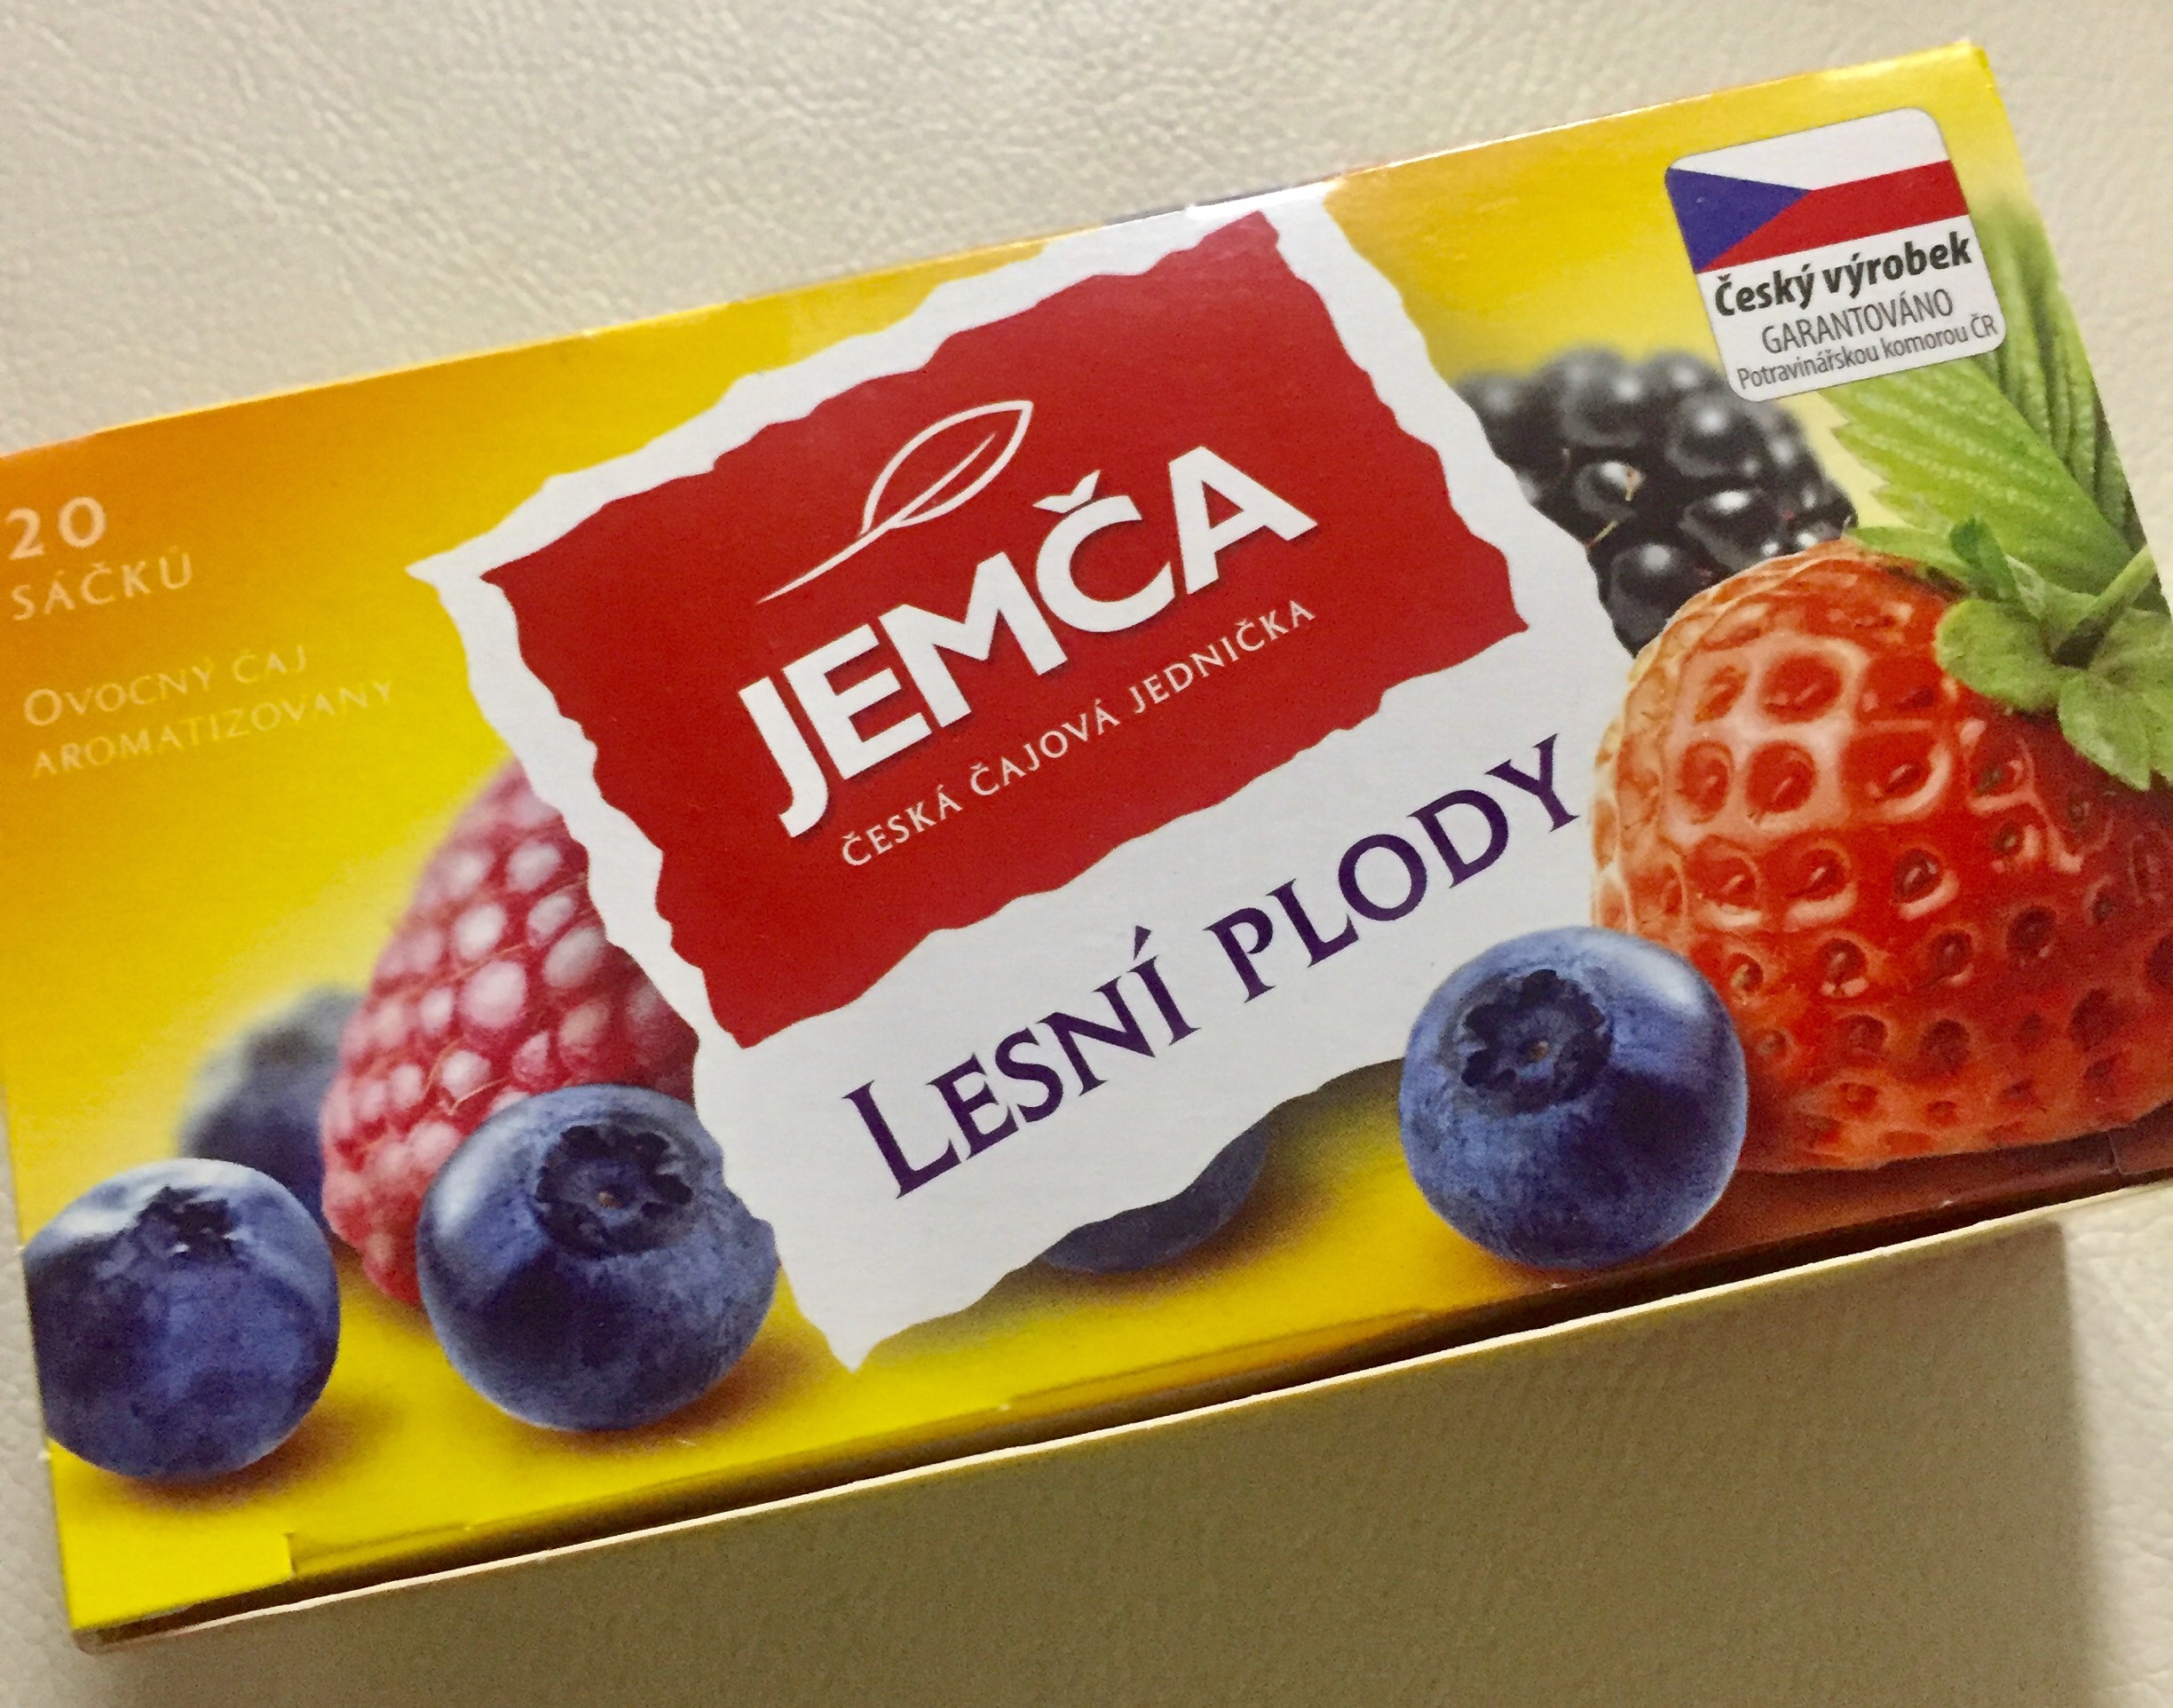 20
SÁČKŮ
OVOCNÝ ČAJ
AROMATIZOVANÝ
JEMČA
ČESKÁ ČAJOVÁ JEDNIČKA
LESNÍ PLODY
Český výrobek
GARANTOVÁNO
Potravinářskou komorou ČR